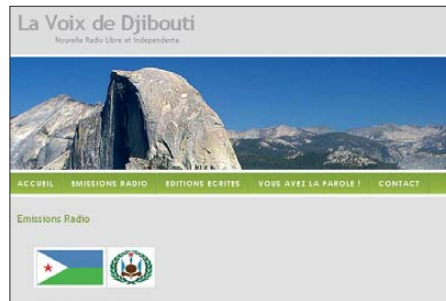 La Voix de Djibouti
Nouvelle Radio Libre et Independante.
ACCUEIL EMISSIONS RADIO EDITIONS ECRITES VOUS AVEZ LA PAROLE ! CONTACT
Emissions Radio